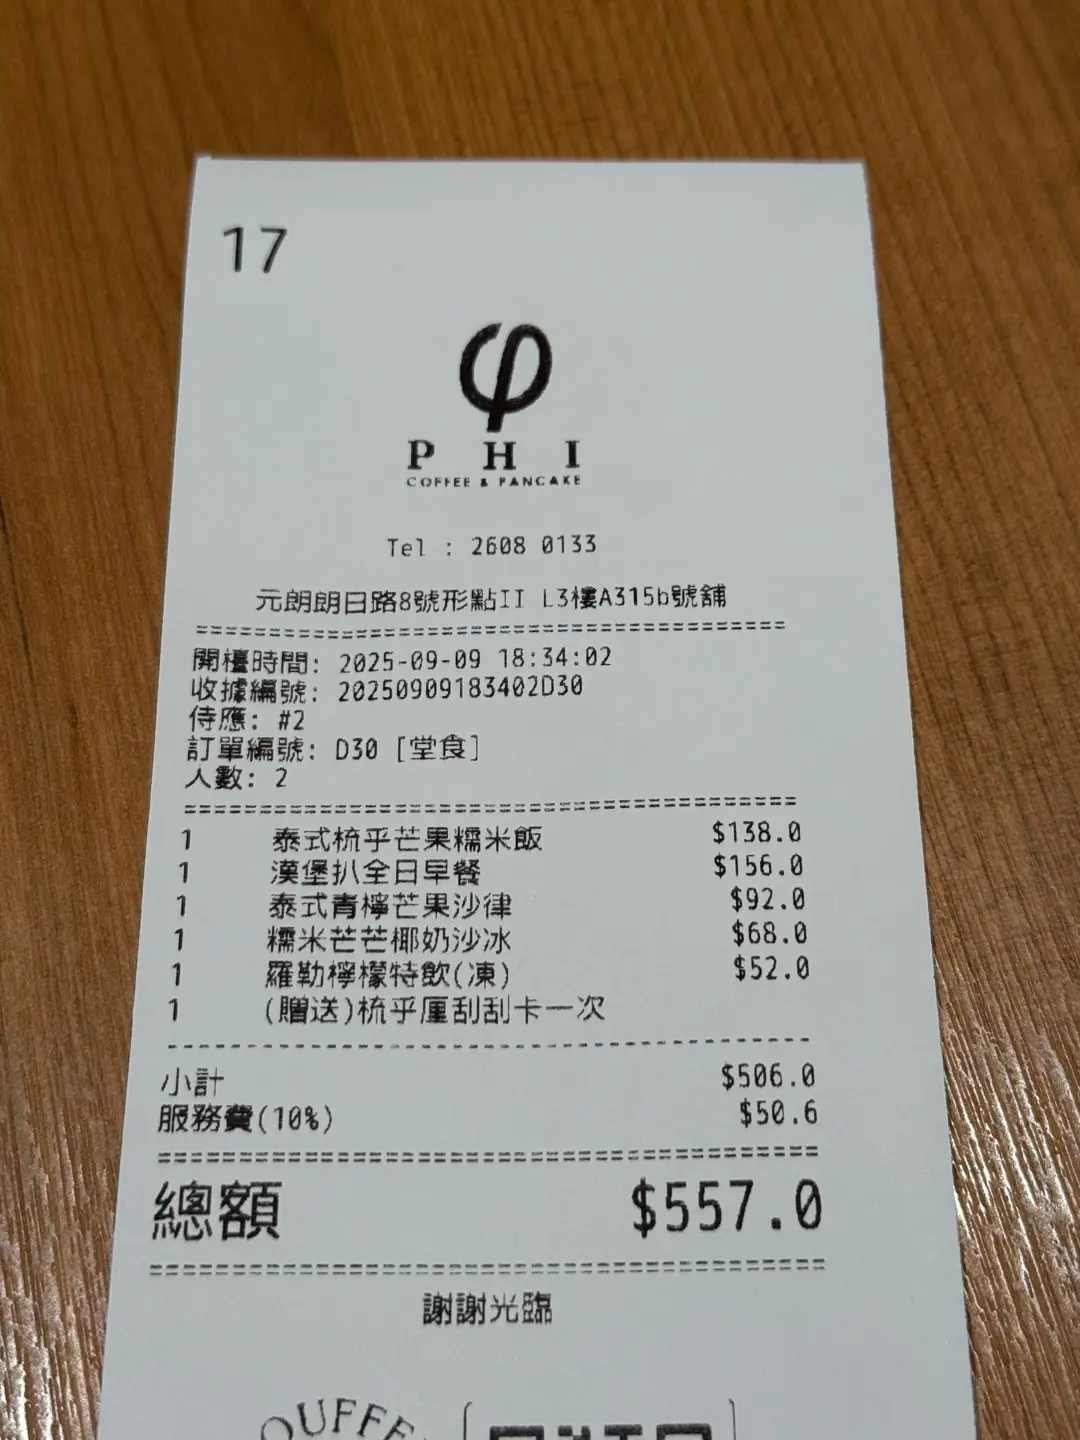 17
φ
PHI
COFFEE & PANCAKE
Tel : 2608 0133
元朗朗日路8號形點II L3樓A315b號舖
開檯時間: 2025-09-09 18:34:02
收據編號: 20250909183402D30
侍應: #2
訂單編號: D30 [堂食]
人數: 2
1 泰式梳乎芒果糯米飯 $138.0
1 漢堡扒全日早餐 $156.0
1 泰式青檸芒果沙律 $92.0
1 糯米芒芒椰奶沙冰 $68.0
1 羅勒檸檬特飲(凍) $52.0
1 (贈送)梳乎厘刮刮卡一次
小計 $506.0
服務費(10%) $50.6
總額 $557.0
謝謝光臨